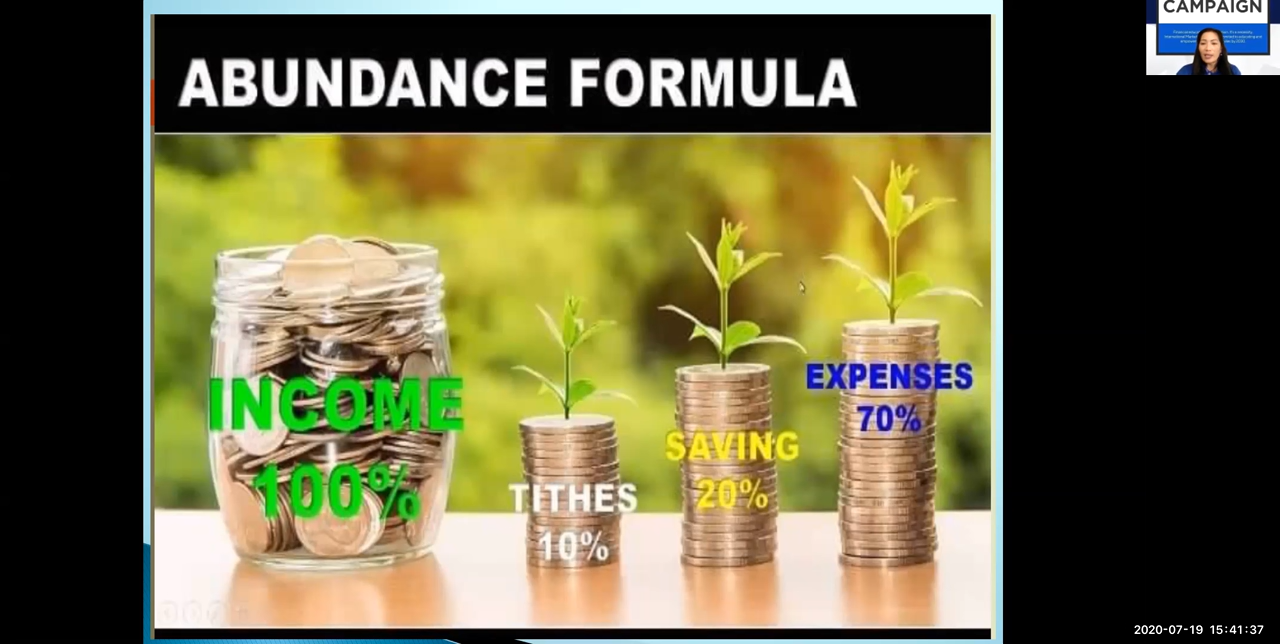 CAMPAIGN
ABUNDANCE FORMULA
INCOME
100%
TITHES
10%
SAVING
20%
EXPENSES
70%
2020-07-19 15:41:37